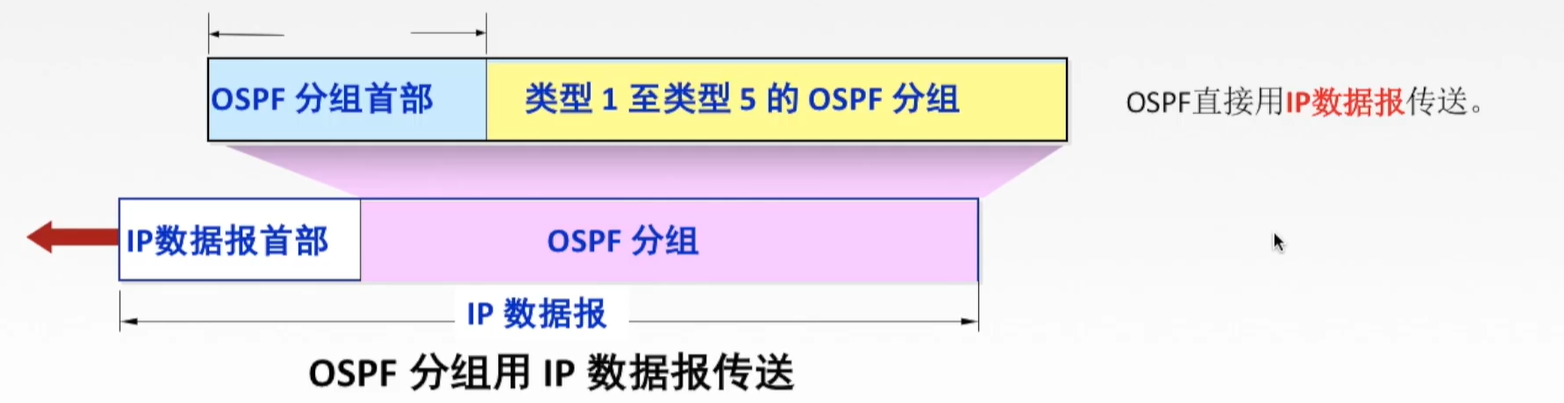 OSPF 分组首部
类型 1 至类型 5 的 OSPF 分组
OSPF直接用IP数据报传送。
IP数据报首部
OSPF 分组
IP 数据报
OSPF 分组用 IP 数据报传送